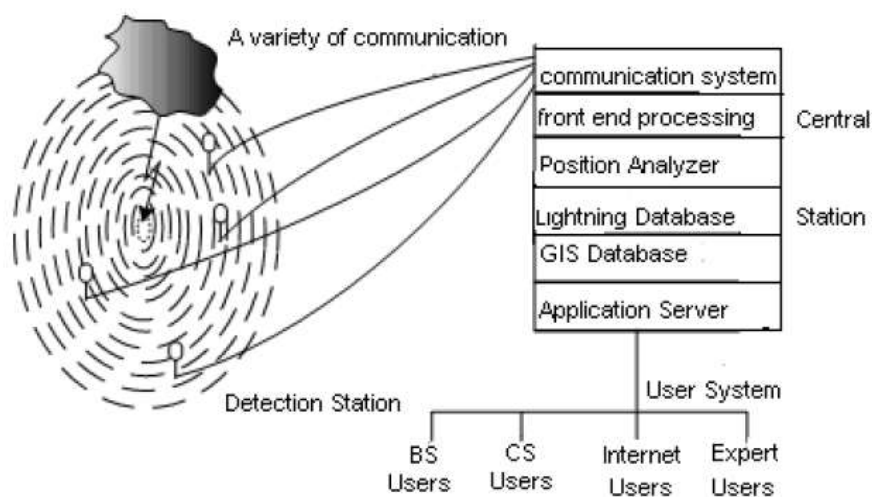 A variety of communication
communication system
front end processing
Central
Position Analyzer
Lightning Database
Station
GIS Database
Application Server
User System
Detection Station
BS
Users
CS
Users
Internet
Users
Expert
Users